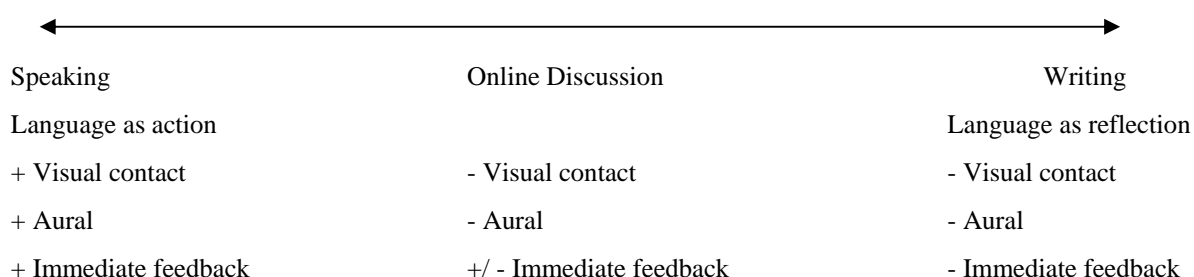 Speaking Online Discussion Writing
Language as action Language as reflection
+ Visual contact - Visual contact - Visual contact
+ Aural - Aural - Aural
+ Immediate feedback +/ - Immediate feedback - Immediate feedback